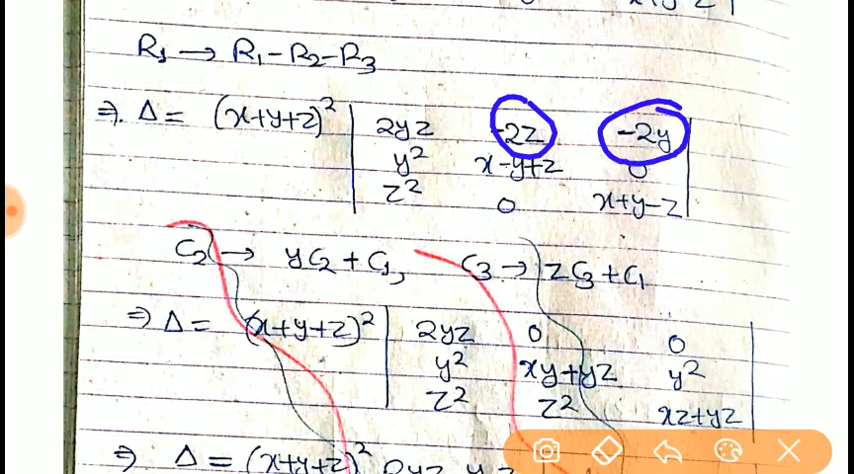 R₁ → R₁-R₂-R₃
⇒. Δ = (x+y+z)² | 2yz -2z -2y |
| y² x-y+z 0 |
| z² 0 x+y-z |
C₂ → yC₂ + C₁, C₃ → zC₃ + C₁
⇒ Δ = (x+y+z)² | 2yz 0 0 |
| y² xy+yz y² |
| z² z² xz+yz |
⇒ Δ = (x+y+z)²